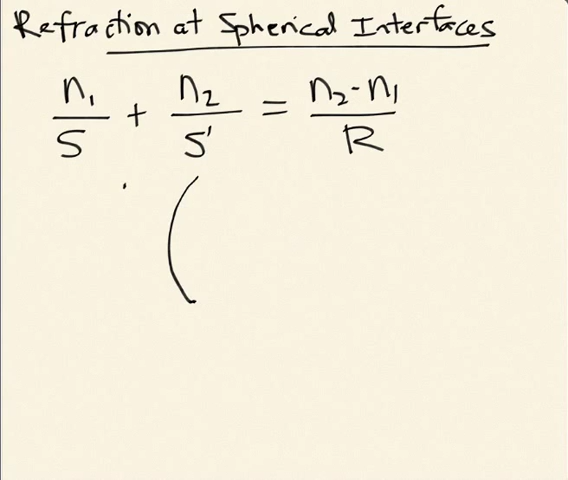 Refraction at Spherical Interfaces
n₁/S + n₂/S' = n₂-n₁/R